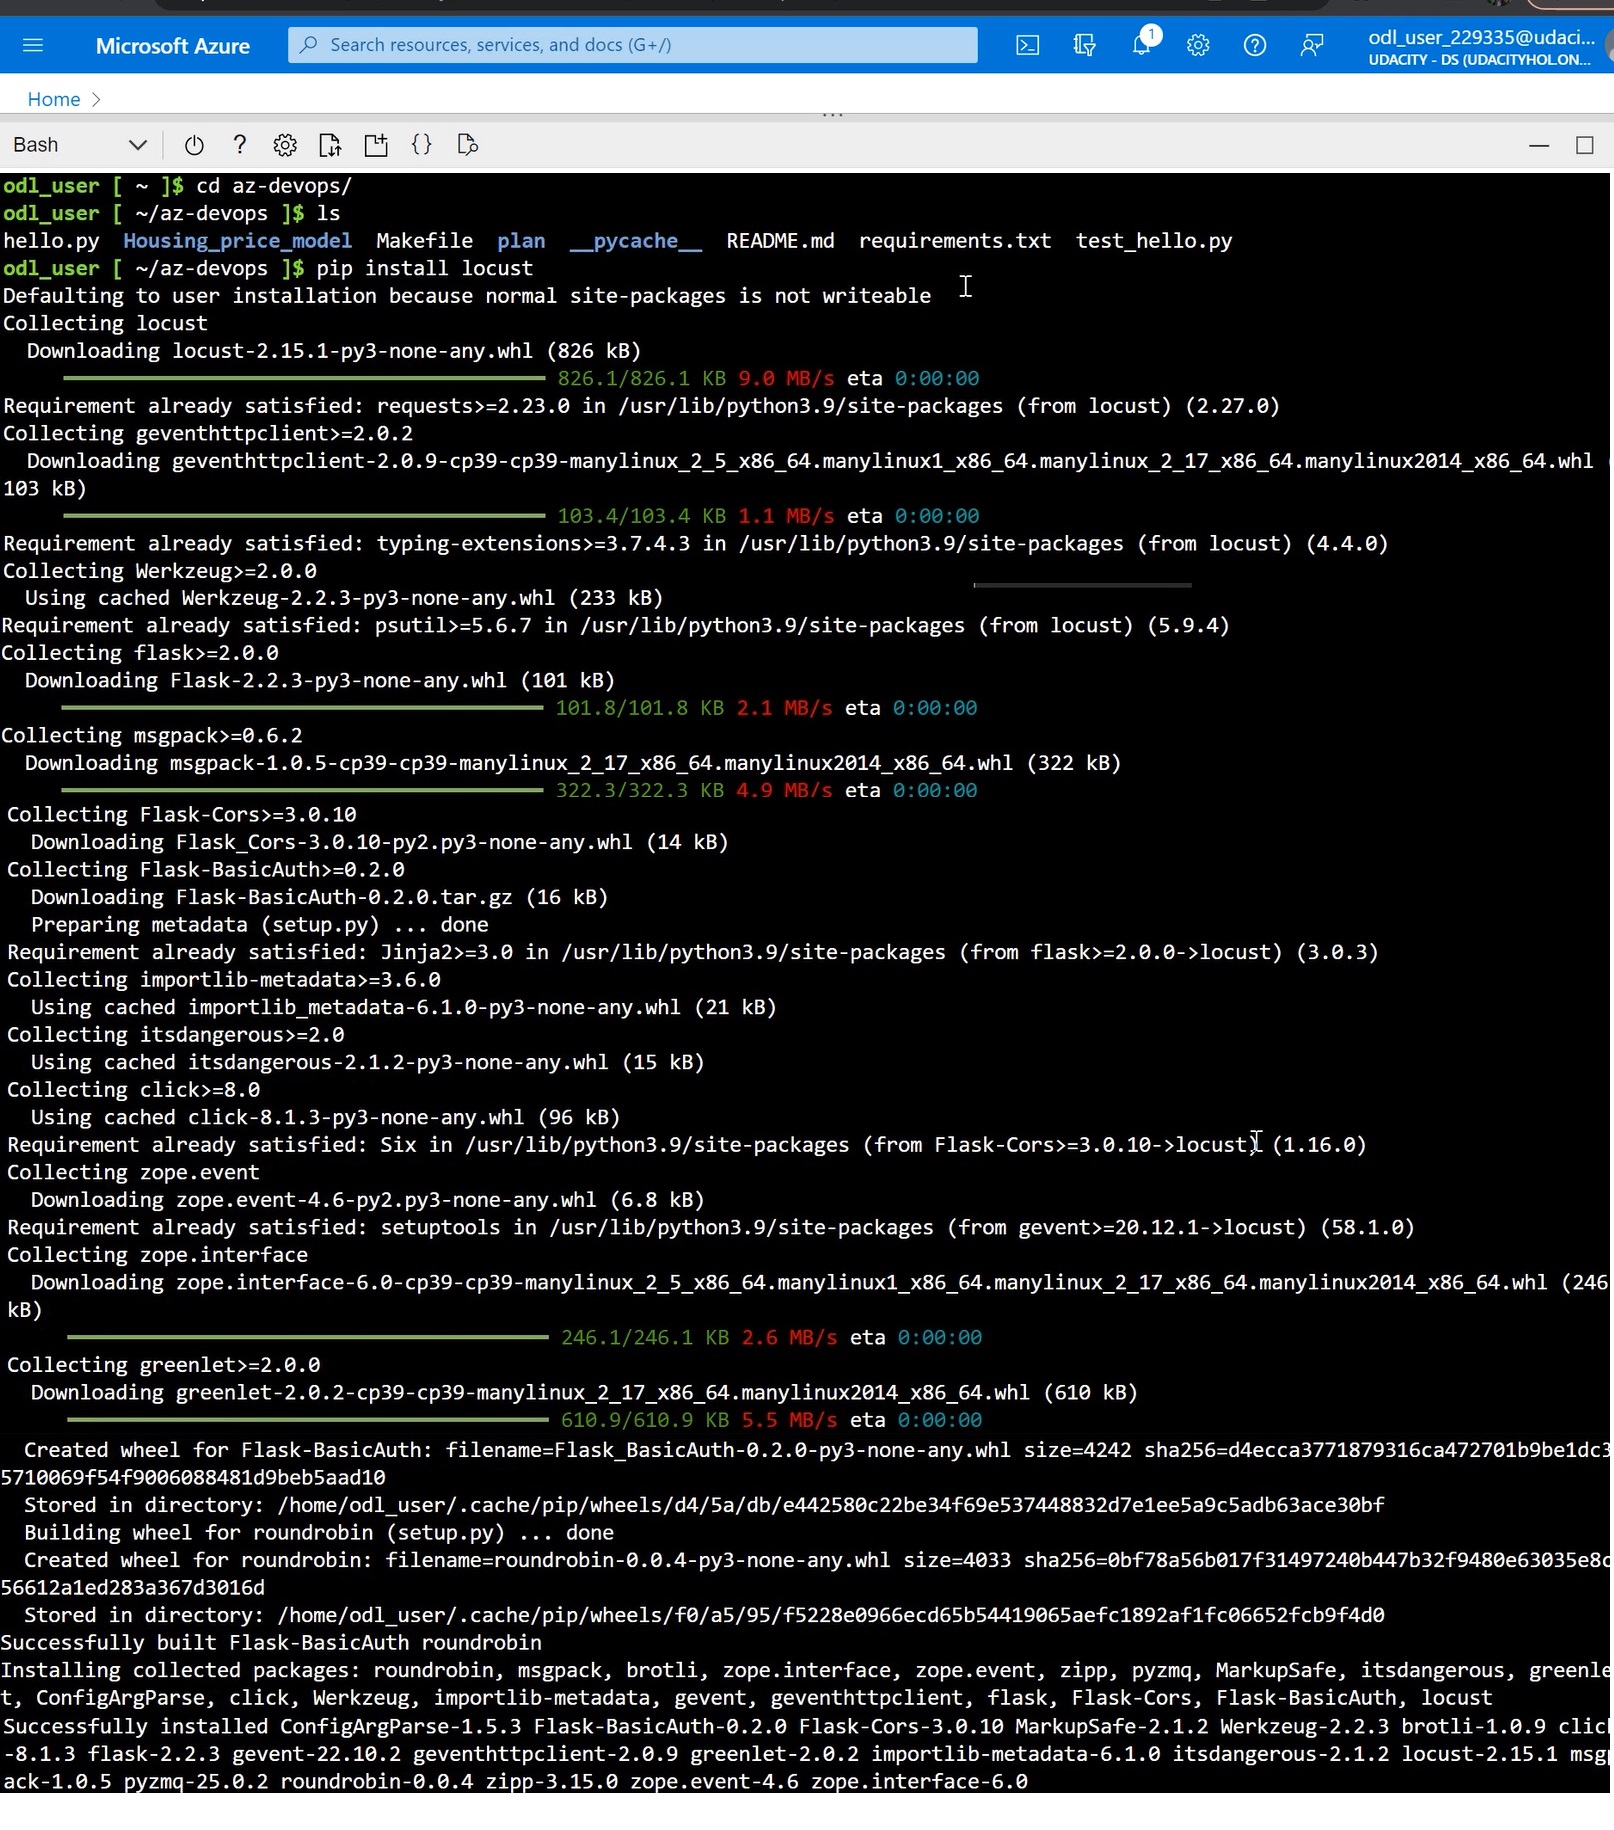 Microsoft Azure
Search resources, services, and docs (G+/)
1
odl_user_229335@udaci...
UDACITY - DS (UDACITYHOL.ON...
Home >
Bash
odl_user [ ~ ]$ cd az-devops/
odl_user [ ~/az-devops ]$ ls
hello.py Housing_price_model Makefile plan __pycache__ README.md requirements.txt test_hello.py
odl_user [ ~/az-devops ]$ pip install locust
Defaulting to user installation because normal site-packages is not writeable
Collecting locust
Downloading locust-2.15.1-py3-none-any.whl (826 kB)
826.1/826.1 KB 9.0 MB/s eta 0:00:00
Requirement already satisfied: requests>=2.23.0 in /usr/lib/python3.9/site-packages (from locust) (2.27.0)
Collecting geventhttpclient>=2.0.2
Downloading geventhttpclient-2.0.9-cp39-cp39-manylinux_2_5_x86_64.manylinux1_x86_64.manylinux_2_17_x86_64.manylinux2014_x86_64.whl (
103 kB)
103.4/103.4 KB 1.1 MB/s eta 0:00:00
Requirement already satisfied: typing-extensions>=3.7.4.3 in /usr/lib/python3.9/site-packages (from locust) (4.4.0)
Collecting Werkzeug>=2.0.0
Using cached Werkzeug-2.2.3-py3-none-any.whl (233 kB)
Requirement already satisfied: psutil>=5.6.7 in /usr/lib/python3.9/site-packages (from locust) (5.9.4)
Collecting flask>=2.0.0
Downloading Flask-2.2.3-py3-none-any.whl (101 kB)
101.8/101.8 KB 2.1 MB/s eta 0:00:00
Collecting msgpack>=0.6.2
Downloading msgpack-1.0.5-cp39-cp39-manylinux_2_17_x86_64.manylinux2014_x86_64.whl (322 kB)
322.3/322.3 KB 4.9 MB/s eta 0:00:00
Collecting Flask-Cors>=3.0.10
Downloading Flask_Cors-3.0.10-py2.py3-none-any.whl (14 kB)
Collecting Flask-BasicAuth>=0.2.0
Downloading Flask-BasicAuth-0.2.0.tar.gz (16 kB)
Preparing metadata (setup.py) ... done
Requirement already satisfied: Jinja2>=3.0 in /usr/lib/python3.9/site-packages (from flask>=2.0.0->locust) (3.0.3)
Collecting importlib-metadata>=3.6.0
Using cached importlib_metadata-6.1.0-py3-none-any.whl (21 kB)
Collecting itsdangerous>=2.0
Using cached itsdangerous-2.1.2-py3-none-any.whl (15 kB)
Collecting click>=8.0
Using cached click-8.1.3-py3-none-any.whl (96 kB)
Requirement already satisfied: Six in /usr/lib/python3.9/site-packages (from Flask-Cors>=3.0.10->locust) (1.16.0)
Collecting zope.event
Downloading zope.event-4.6-py2.py3-none-any.whl (6.8 kB)
Requirement already satisfied: setuptools in /usr/lib/python3.9/site-packages (from gevent>=20.12.1->locust) (58.1.0)
Collecting zope.interface
Downloading zope.interface-6.0-cp39-cp39-manylinux_2_5_x86_64.manylinux1_x86_64.manylinux_2_17_x86_64.manylinux2014_x86_64.whl (246
kB)
246.1/246.1 KB 2.6 MB/s eta 0:00:00
Collecting greenlet>=2.0.0
Downloading greenlet-2.0.2-cp39-cp39-manylinux_2_17_x86_64.manylinux2014_x86_64.whl (610 kB)
610.9/610.9 KB 5.5 MB/s eta 0:00:00
Created wheel for Flask-BasicAuth: filename=Flask_BasicAuth-0.2.0-py3-none-any.whl size=4242 sha256=d4ecca3771879316ca472701b9be1dc3
5710069f54f9006088481d9beb5aad10
Stored in directory: /home/odl_user/.cache/pip/wheels/d4/5a/db/e442580c22be34f69e537448832d7e1ee5a9c5adb63ace30bf
Building wheel for roundrobin (setup.py) ... done
Created wheel for roundrobin: filename=roundrobin-0.0.4-py3-none-any.whl size=4033 sha256=0bf78a56b017f31497240b447b32f9480e63035e8c
56612a1ed283a367d3016d
Stored in directory: /home/odl_user/.cache/pip/wheels/f0/a5/95/f5228e0966ecd65b54419065aefc1892af1fc06652fcb9f4d0
Successfully built Flask-BasicAuth roundrobin
Installing collected packages: roundrobin, msgpack, brotli, zope.interface, zope.event, zipp, pyzmq, MarkupSafe, itsdangerous, greenle
t, ConfigArgParse, click, Werkzeug, importlib-metadata, gevent, geventhttpclient, flask, Flask-Cors, Flask-BasicAuth, locust
Successfully installed ConfigArgParse-1.5.3 Flask-BasicAuth-0.2.0 Flask-Cors-3.0.10 MarkupSafe-2.1.2 Werkzeug-2.2.3 brotli-1.0.9 clic
-8.1.3 flask-2.2.3 gevent-22.10.2 geventhttpclient-2.0.9 greenlet-2.0.2 importlib-metadata-6.1.0 itsdangerous-2.1.2 locust-2.15.1 msgp
ack-1.0.5 pyzmq-25.0.2 roundrobin-0.0.4 zipp-3.15.0 zope.event-4.6 zope.interface-6.0